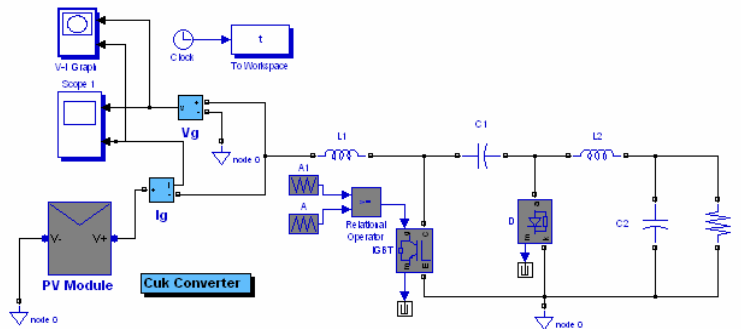 V-I Graph
Clock
t
To Workspace
Scope 1
Vg
node 0
Ig
V-
V+
PV Module
Cuk Converter
node 0
L1
C1
L2
A1
A
Relational
Operator
IGBT
D
C2
node 0